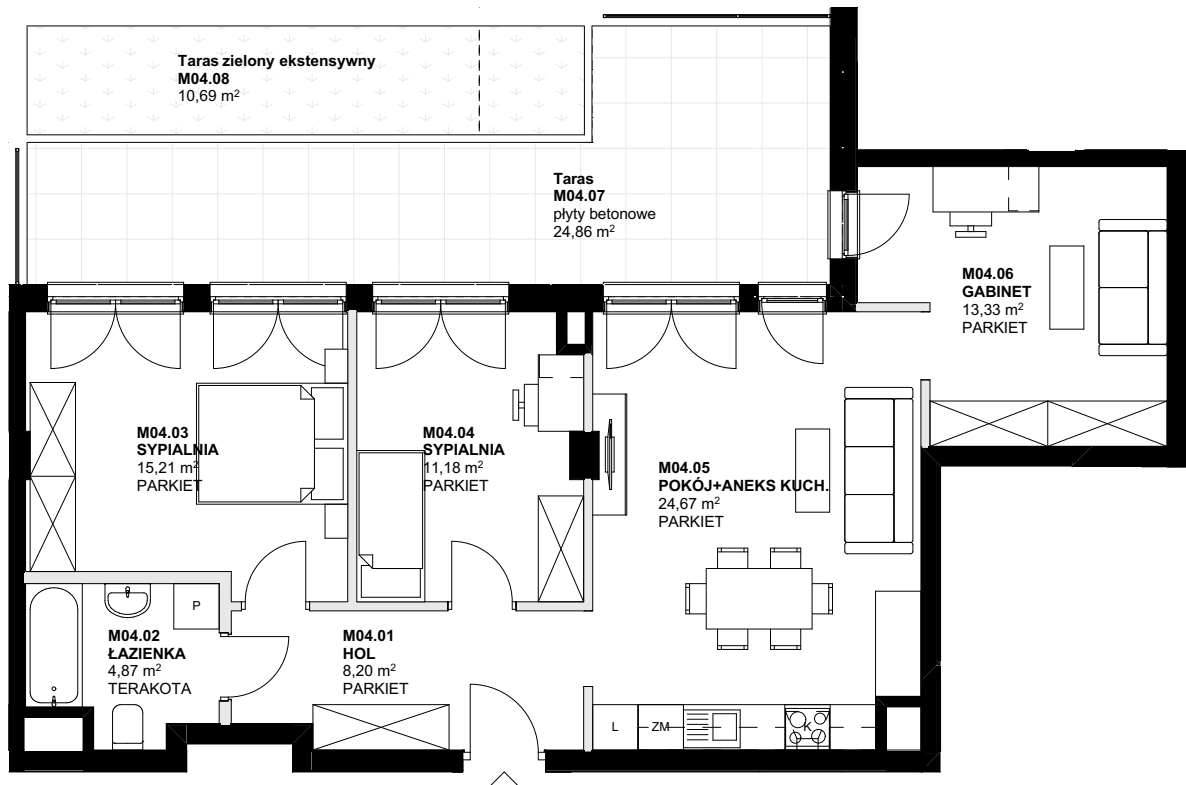 Taras zielony ekstensywny
M04.08
10,69 m²
Taras
M04.07
płyty betonowe
24,86 m²
M04.06
GABINET
13,33 m²
PARKIET
M04.03
SYPIALNIA
15,21 m²
PARKIET
M04.04
SYPIALNIA
11,18 m²
PARKIET
M04.05
POKÓJ+ANEKS KUCH.
24,67 m²
PARKIET
P
M04.02
ŁAZIENKA
4,87 m²
TERAKOTA
M04.01
HOL
8,20 m²
PARKIET
L
ZM
K